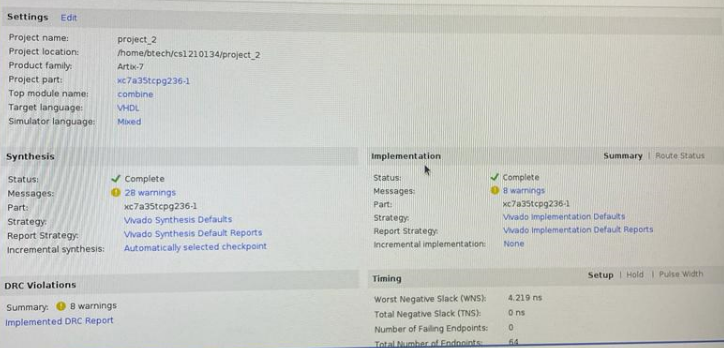 Settings Edit
Project name: project_2
Project location: /home/btech/cs1210134/project_2
Product family: Artix-7
Project part: xc7a35tcpg236-1
Top module name: combine
Target language: VHDL
Simulator language: Mixed
Synthesis
Status: Complete
Messages: 28 warnings
Part: xc7a35tcpg236-1
Strategy: Vivado Synthesis Defaults
Report Strategy: Vivado Synthesis Default Reports
Incremental synthesis: Automatically selected checkpoint
Implementation Summary | Route Status
Status: Complete
Messages: 8 warnings
Part: xc7a35tcpg236-1
Strategy: Vivado Implementation Defaults
Report Strategy: Vivado Implementation Default Reports
Incremental implementation: None
DRC Violations
Summary: 8 warnings
Implemented DRC Report
Timing Setup | Hold | Pulse Width
Worst Negative Slack (WNS): 4.219 ns
Total Negative Slack (TNS): 0 ns
Number of Failing Endpoints: 0
Total Number of Endpoints: 64